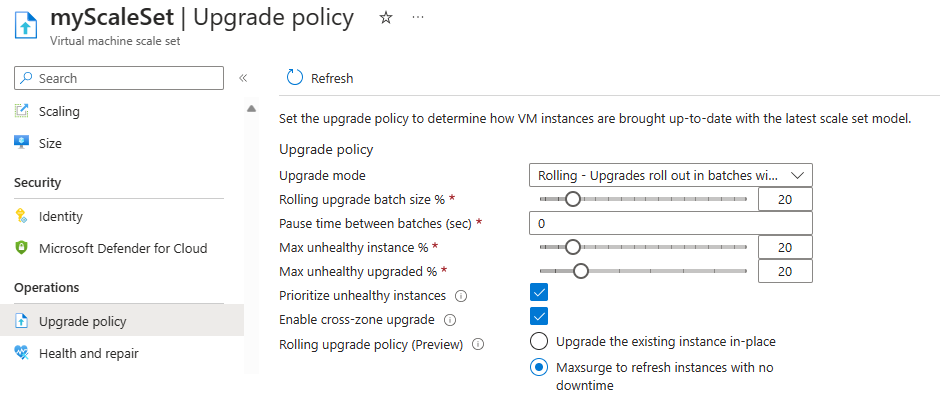 myScaleSet | Upgrade policy
Virtual machine scale set
Search
Refresh
Scaling
Size
Security
Identity
Microsoft Defender for Cloud
Operations
Upgrade policy
Health and repair
Set the upgrade policy to determine how VM instances are brought up-to-date with the latest scale set model.
Upgrade policy
Upgrade mode Rolling - Upgrades roll out in batches wi...
Rolling upgrade batch size % * 20
Pause time between batches (sec) * 0
Max unhealthy instance % * 20
Max unhealthy upgraded % * 20
Prioritize unhealthy instances
Enable cross-zone upgrade
Rolling upgrade policy (Preview) Upgrade the existing instance in-place
Maxsurge to refresh instances with no
downtime